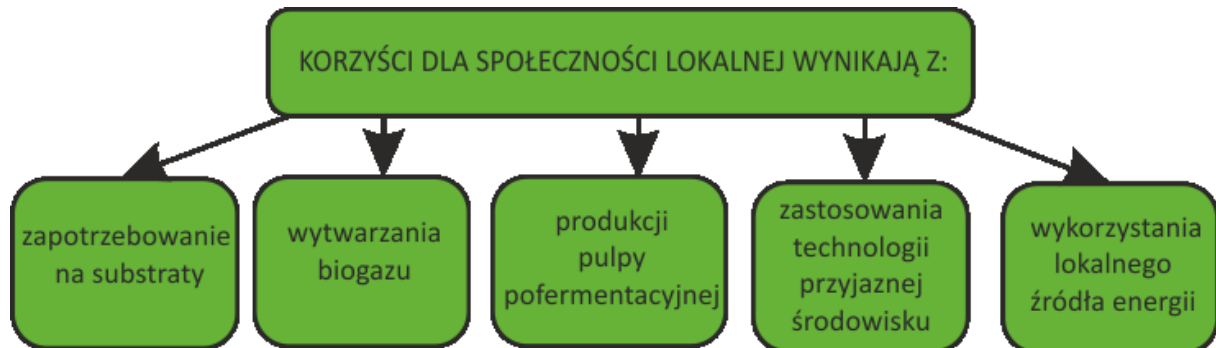 KORZYŚCI DLA SPOŁECZNOŚCI LOKALNEJ WYNIKAJĄ Z:
zapotrzebowanie
na substraty
wytwarzania
biogazu
produkcji
pulpy
pofermentacyjnej
zastosowania
technologii
przyjaznej
środowisku
wykorzystania
lokalnego
źródła energii